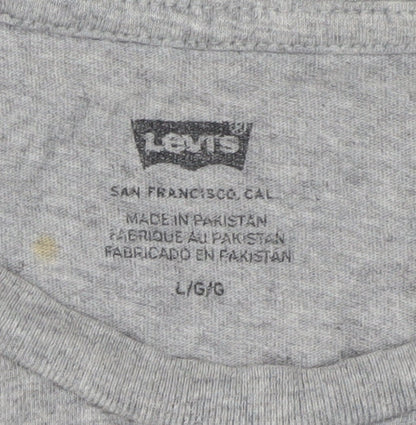 Levi's®
SAN FRANCISCO, CAL
MADE IN PAKISTAN
FABRIQUE AU PAKISTAN
FABRICADO EN PAKISTAN
L/G/G